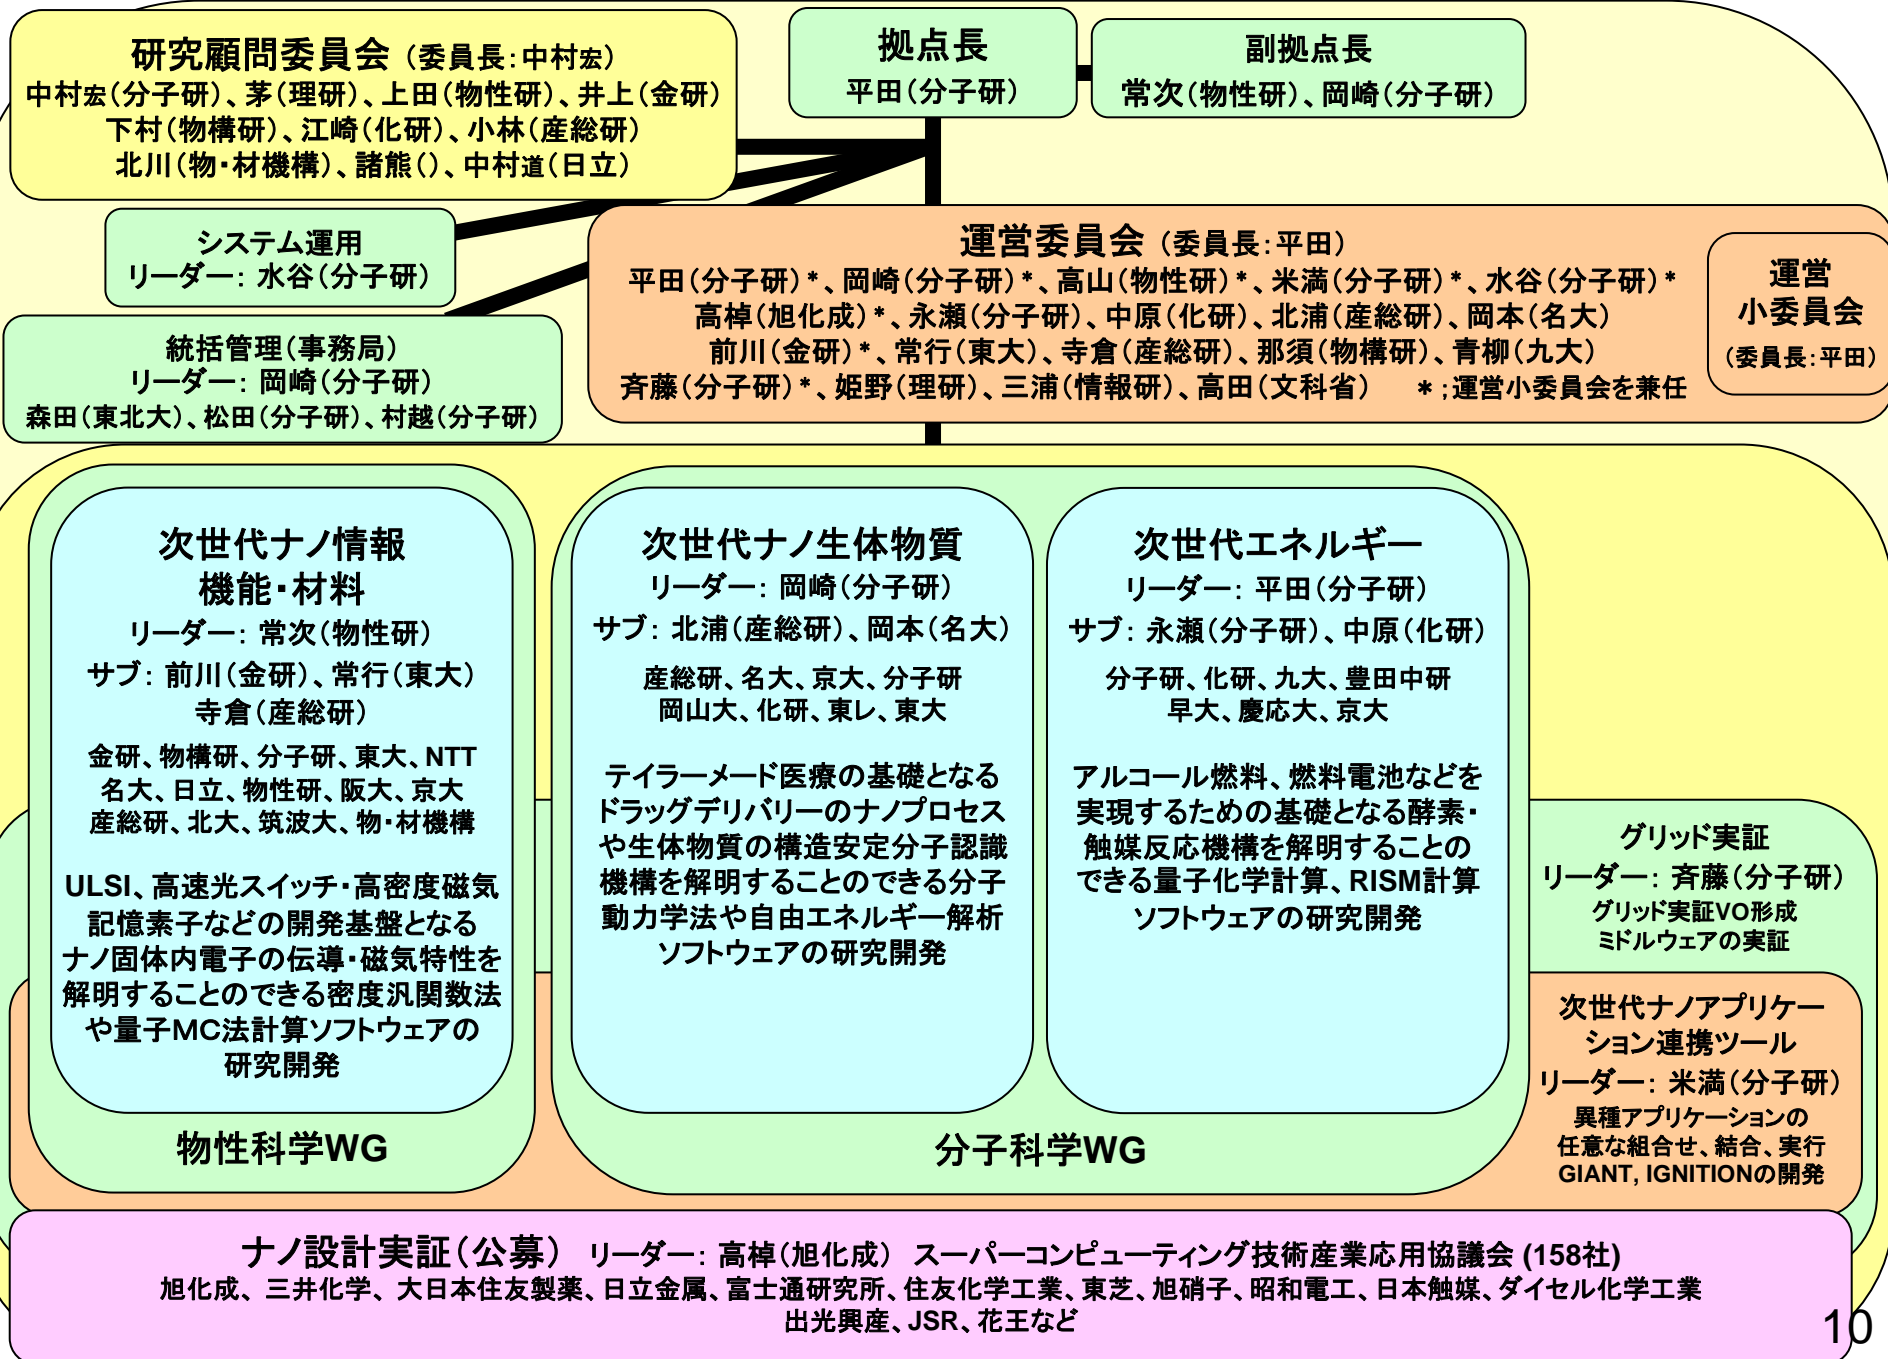 研究顧問委員会（委員長：中村宏）
中村宏（分子研）、茅（理研）、上田（物性研）、井上（金研）
下村（物構研）、江崎（化研）、小林（産総研）
北川（物・材機構）、諸熊（）、中村道（日立）
拠点長
平田（分子研）
副拠点長
常次（物性研）、岡崎（分子研）
システム運用
リーダー： 水谷（分子研）
統括管理（事務局）
リーダー： 岡崎（分子研）
森田（東北大）、松田（分子研）、村越（分子研）
運営委員会（委員長：平田）
平田（分子研）*、岡崎（分子研）*、高山（物性研）*、米満（分子研）*、水谷（分子研）*
高棹（旭化成）*、永瀬（分子研）、中原（化研）、北浦（産総研）、岡本（名大）
前川（金研）*、常行（東大）、寺倉（産総研）、那須（物構研）、青柳（九大）
斉藤（分子研）*、姫野（理研）、三浦（情報研）、高田（文科省）　＊；運営小委員会を兼任
運営
小委員会
（委員長：平田）
次世代ナノ情報
機能・材料
リーダー： 常次（物性研）
サブ： 前川（金研）、常行（東大）
寺倉（産総研）
金研、物構研、分子研、東大、NTT
名大、日立、物性研、阪大、京大
産総研、北大、筑波大、物・材機構
ULSI、高速光スイッチ・高密度磁気
記憶素子などの開発基盤となる
ナノ固体内電子の伝導・磁気特性を
解明することのできる密度汎関数法
や量子MC法計算ソフトウェアの
研究開発
物性科学WG
次世代ナノ生体物質
リーダー： 岡崎（分子研）
サブ： 北浦（産総研）、岡本（名大）
産総研、名大、京大、分子研
岡山大、化研、東レ、東大
テイラーメード医療の基礎となる
ドラッグデリバリーのナノプロセス
や生体物質の構造安定分子認識
機構を解明することのできる分子
動力学法や自由エネルギー解析
ソフトウェアの研究開発
次世代エネルギー
リーダー： 平田（分子研）
サブ： 永瀬（分子研）、中原（化研）
分子研、化研、九大、豊田中研
早大、慶応大、京大
アルコール燃料、燃料電池などを
実現するための基礎となる酵素・
触媒反応機構を解明することの
できる量子化学計算、RISM計算
ソフトウェアの研究開発
分子科学WG
グリッド実証
リーダー： 斉藤（分子研）
グリッド実証VO形成
ミドルウェアの実証
次世代ナノアプリケー
ション連携ツール
リーダー： 米満（分子研）
異種アプリケーションの
任意な組合せ、結合、実行
GIANT, IGNITIONの開発
ナノ設計実証（公募） リーダー： 高棹（旭化成） スーパーコンピューティング技術産業応用協議会 (158社)
旭化成、三井化学、大日本住友製薬、日立金属、富士通研究所、住友化学工業、東芝、旭硝子、昭和電工、日本触媒、ダイセル化学工業
出光興産、JSR、花王など
10